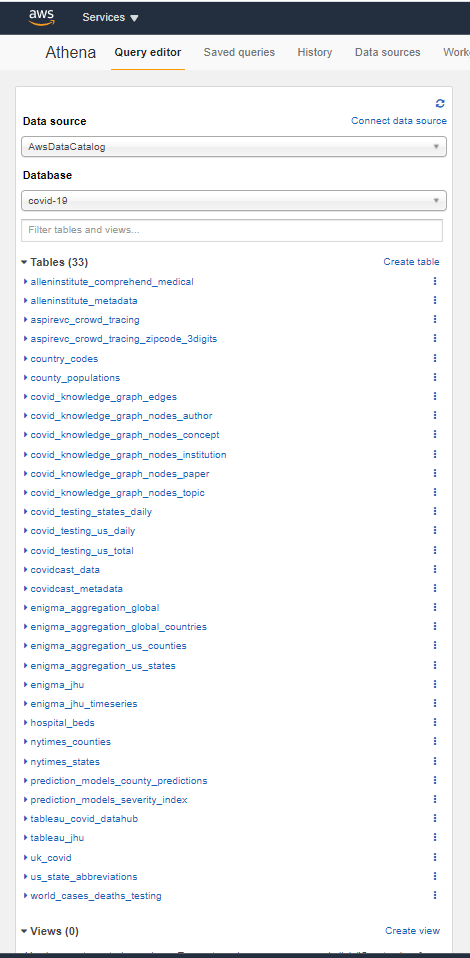 aws Services
Athena Query editor Saved queries History Data sources
Data source Connect data source
AwsDataCatalog
Database
covid-19
Filter tables and views...
Tables (33) Create table
alleninstitute_comprehend_medical
alleninstitute_metadata
aspirevc_crowd_tracing
aspirevc_crowd_tracing_zipcode_3digits
country_codes
county_populations
covid_knowledge_graph_edges
covid_knowledge_graph_nodes_author
covid_knowledge_graph_nodes_concept
covid_knowledge_graph_nodes_institution
covid_knowledge_graph_nodes_paper
covid_knowledge_graph_nodes_topic
covid_testing_states_daily
covid_testing_us_daily
covid_testing_us_total
covidcast_data
covidcast_metadata
enigma_aggregation_global
enigma_aggregation_global_countries
enigma_aggregation_us_counties
enigma_aggregation_us_states
enigma_jhu
enigma_jhu_timeseries
hospital_beds
nytimes_counties
nytimes_states
prediction_models_county_predictions
prediction_models_severity_index
tableau_covid_datahub
tableau_jhu
uk_covid
us_state_abbreviations
world_cases_deaths_testing
Views (0) Create view